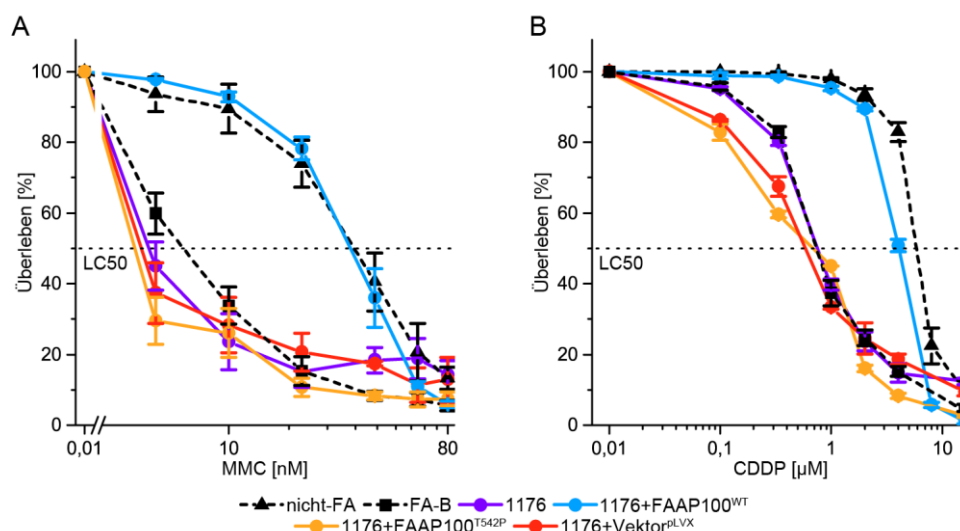 A
B
Überleben [%]
100
80
60
40
20
0
LC50
0,01
10
80
MMC [nM]
Überleben [%]
100
80
60
40
20
0
LC50
0,01
0,1
1
10
CDDP [µM]
nicht-FA FA-B 1176 1176+FAAP100WT
1176+FAAP100T542P 1176+VektorpLVX